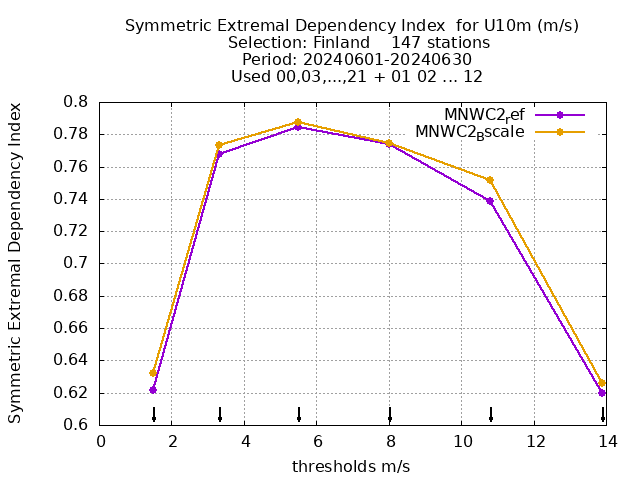 Symmetric Extremal Dependency Index  for U10m (m/s)
Selection: Finland    147 stations
Period: 20240601-20240630
Used 00,03,...,21 + 01 02 ... 12
Symmetric Extremal Dependency Index
0.8
0.78
0.76
0.74
0.72
0.7
0.68
0.66
0.64
0.62
0.6
MNWC2ref
MNWC2Bscale
0 2 4 6 8 10 12 14
thresholds m/s